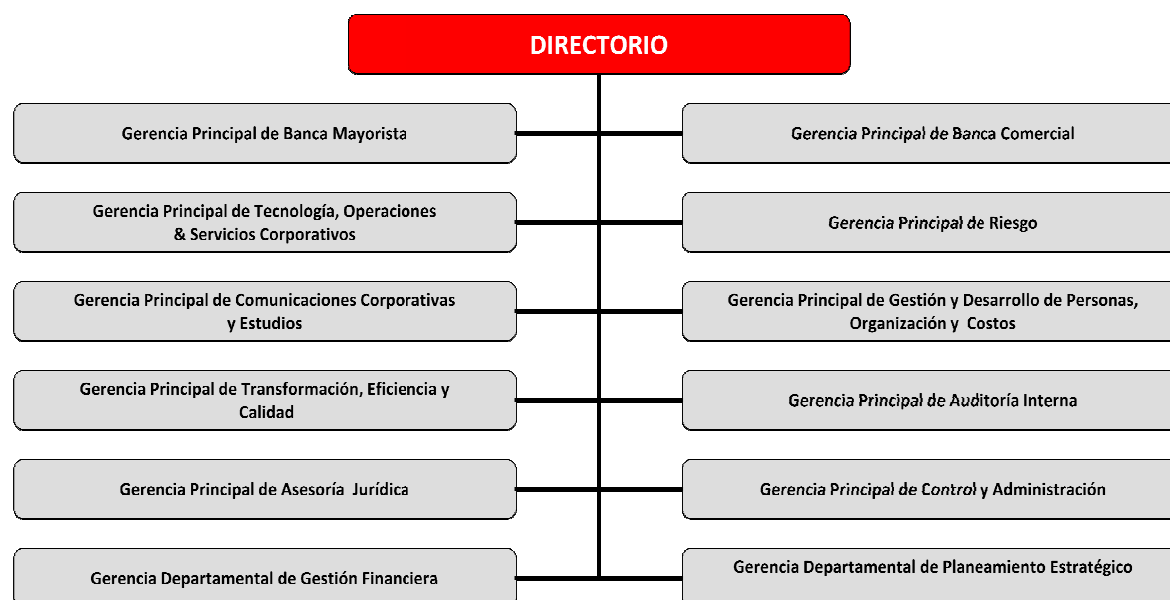 DIRECTORIO
Gerencia Principal de Banca Mayorista
Gerencia Principal de Banca Comercial
Gerencia Principal de Tecnología, Operaciones
& Servicios Corporativos
Gerencia Principal de Riesgo
Gerencia Principal de Comunicaciones Corporativas
y Estudios
Gerencia Principal de Gestión y Desarrollo de Personas,
Organización y Costos
Gerencia Principal de Transformación, Eficiencia y
Calidad
Gerencia Principal de Auditoría Interna
Gerencia Principal de Asesoría Jurídica
Gerencia Principal de Control y Administración
Gerencia Departamental de Gestión Financiera
Gerencia Departamental de Planeamiento Estratégico